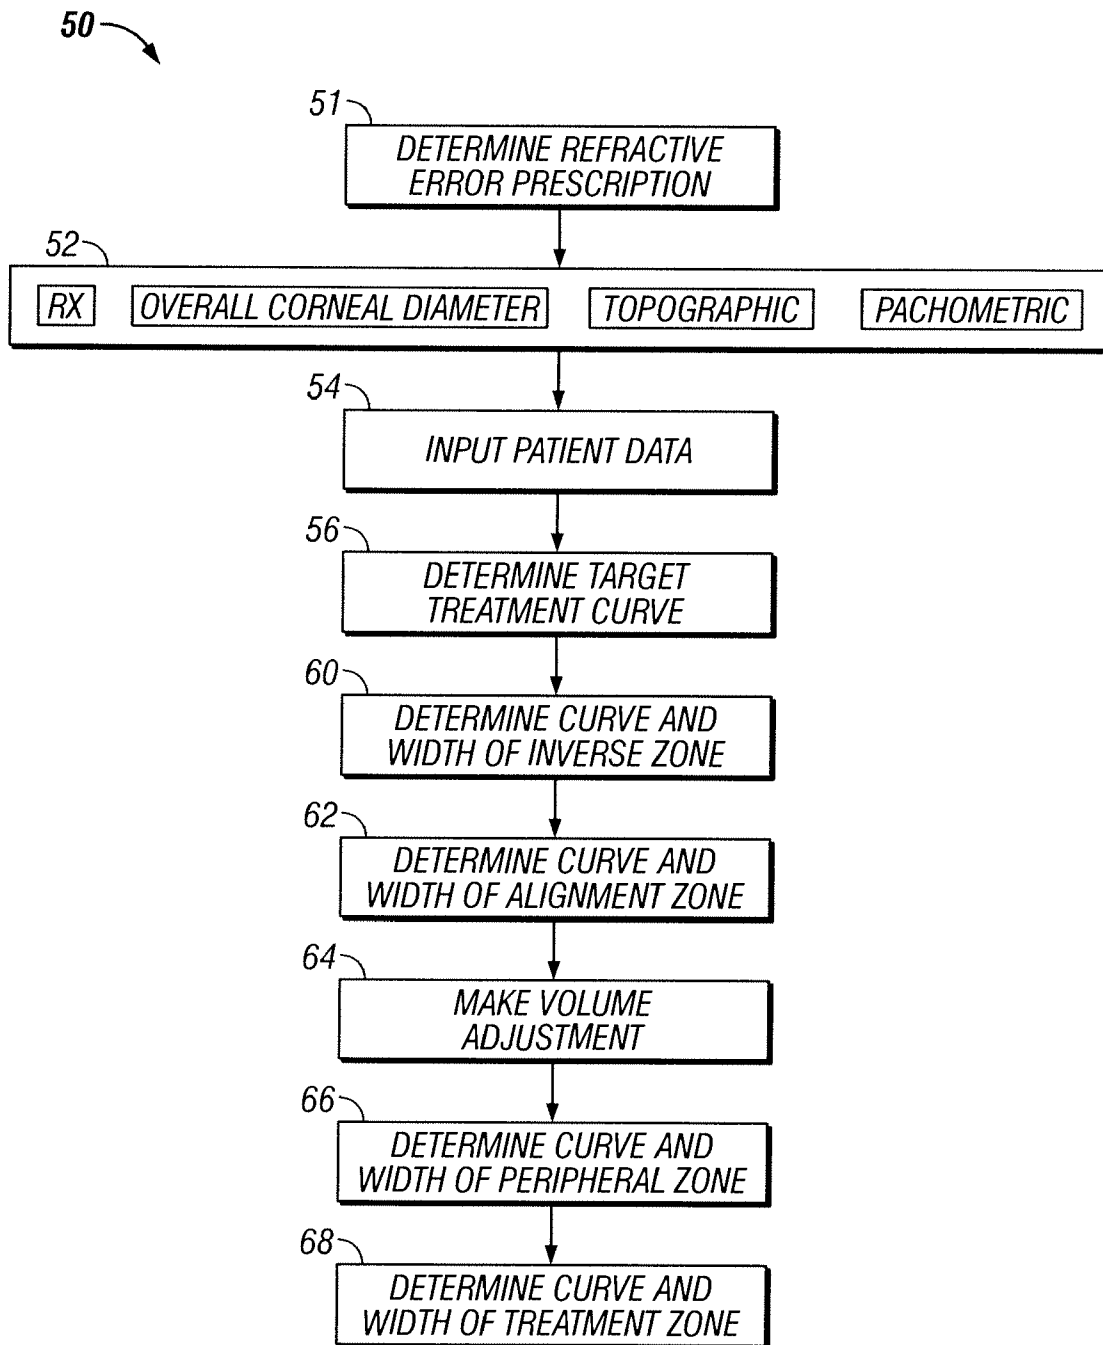 50
51
DETERMINE REFRACTIVE
ERROR PRESCRIPTION
52
RX OVERALL CORNEAL DIAMETER TOPOGRAPHIC PACHOMETRIC
54
INPUT PATIENT DATA
56
DETERMINE TARGET
TREATMENT CURVE
60
DETERMINE CURVE AND
WIDTH OF INVERSE ZONE
62
DETERMINE CURVE AND
WIDTH OF ALIGNMENT ZONE
64
MAKE VOLUME
ADJUSTMENT
66
DETERMINE CURVE AND
WIDTH OF PERIPHERAL ZONE
68
DETERMINE CURVE AND
WIDTH OF TREATMENT ZONE